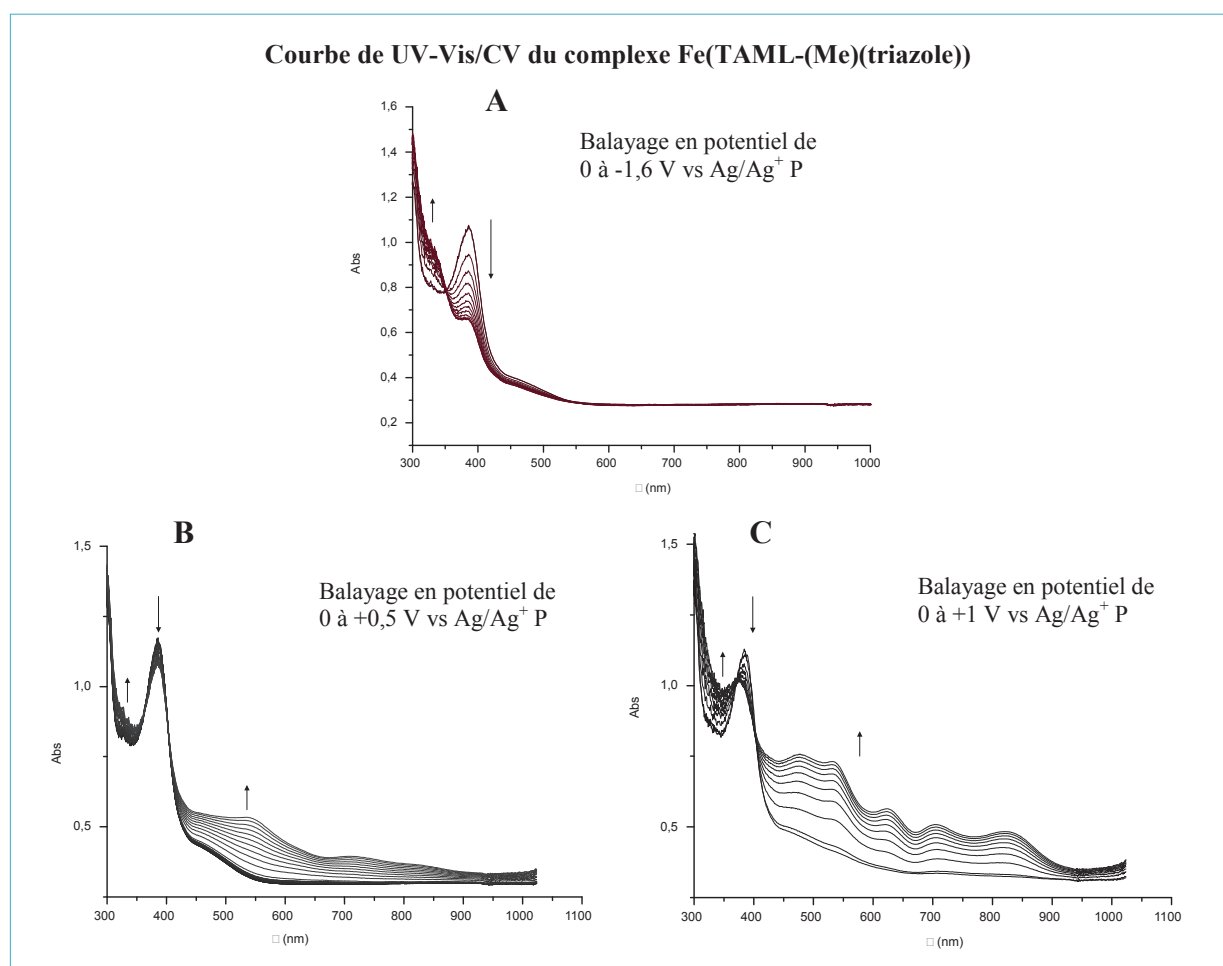 Courbe de UV-Vis/CV du complexe Fe(TAML-(Me)(triazole))
A
Balayage en potentiel de
0 à -1,6 V vs Ag/Ag⁺ P
1,6
1,4
1,2
1,0
0,8
0,6
0,4
0,2
Abs
300 400 500 600 700 800 900 1000
□ (nm)
B
Balayage en potentiel de
0 à +0,5 V vs Ag/Ag⁺ P
1,5
1,0
0,5
Abs
300 400 500 600 700 800 900 1000 1100
□ (nm)
C
Balayage en potentiel de
0 à +1 V vs Ag/Ag⁺ P
1,5
1,0
0,5
Abs
300 400 500 600 700 800 900 1000 1100
□ (nm)